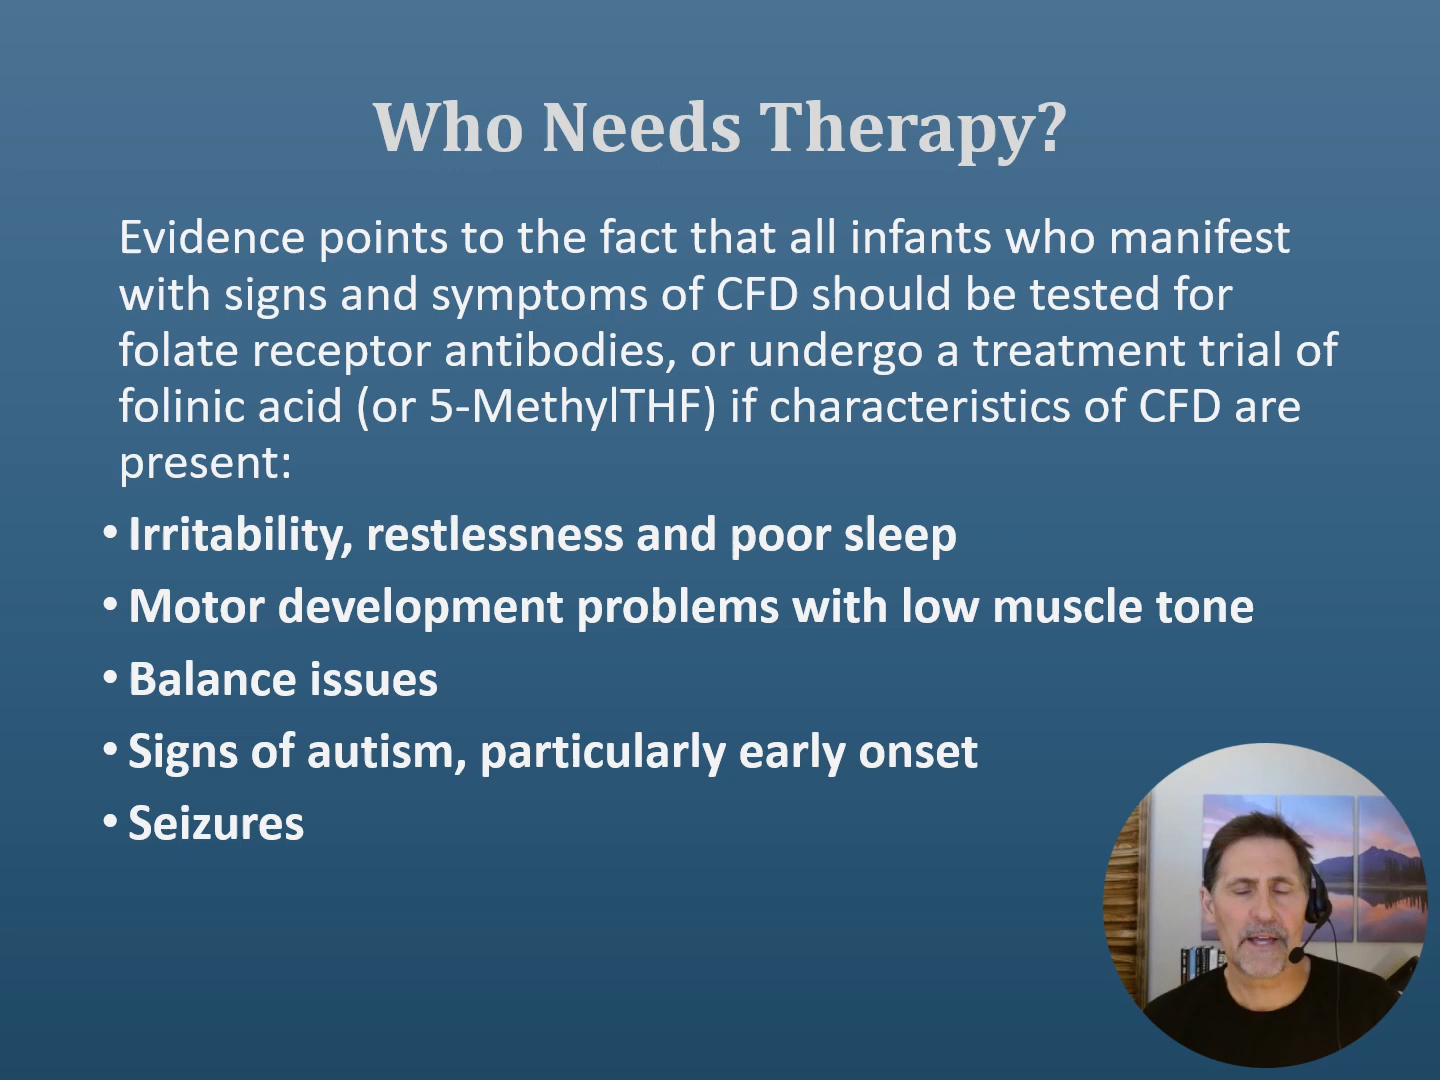 Who Needs Therapy?
Evidence points to the fact that all infants who manifest
with signs and symptoms of CFD should be tested for
folate receptor antibodies, or undergo a treatment trial of
folinic acid (or 5-MethylTHF) if characteristics of CFD are
present:
• Irritability, restlessness and poor sleep
• Motor development problems with low muscle tone
• Balance issues
• Signs of autism, particularly early onset
• Seizures